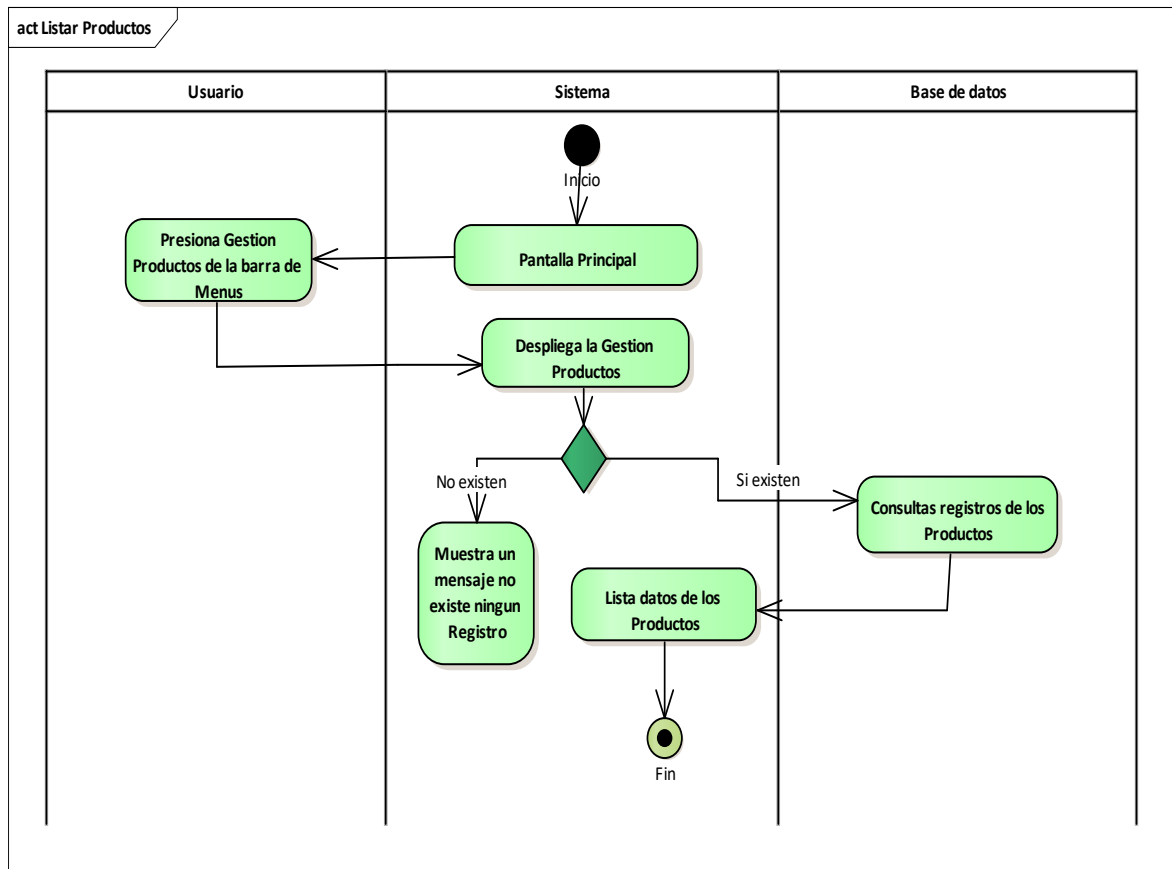 act Listar Productos
Usuario
Sistema
Base de datos
Inicio
Presiona Gestion
Productos de la barra de
Menus
Pantalla Principal
Despliega la Gestion
Productos
No existen
Si existen
Consultas registros de los
Productos
Muestra un
mensaje no
existe ningun
Registro
Lista datos de los
Productos
Fin